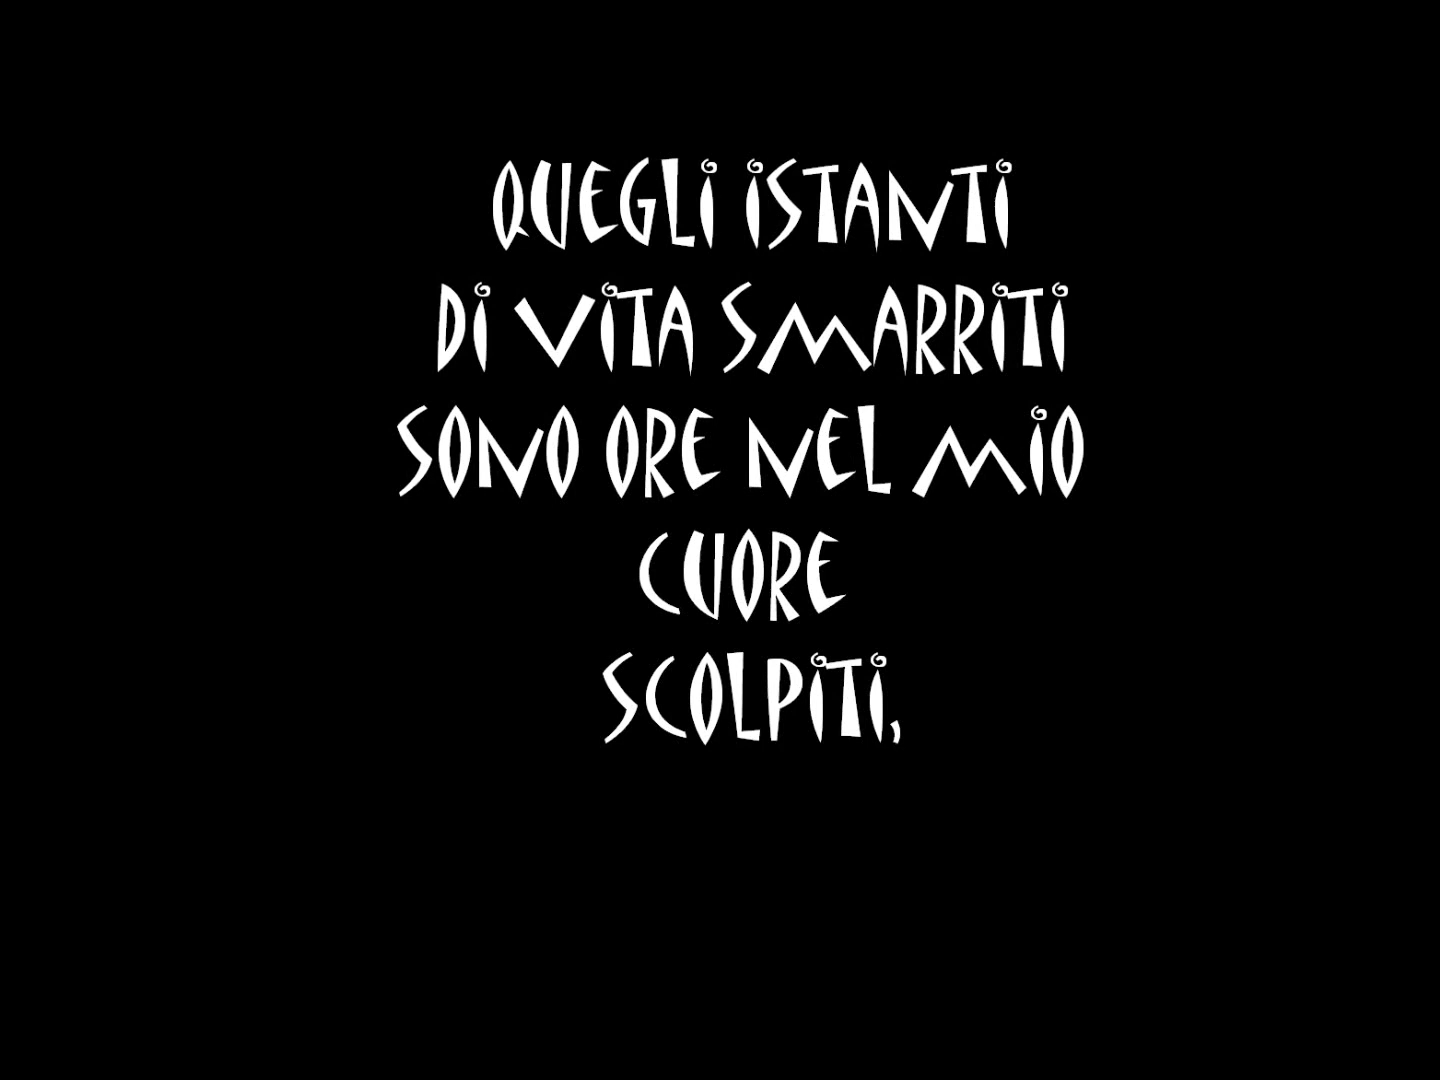 QUEGLI ISTANTI
DI VITA SMARRITI
SONO ORE NEL MIO
CUORE
SCOLPITI,